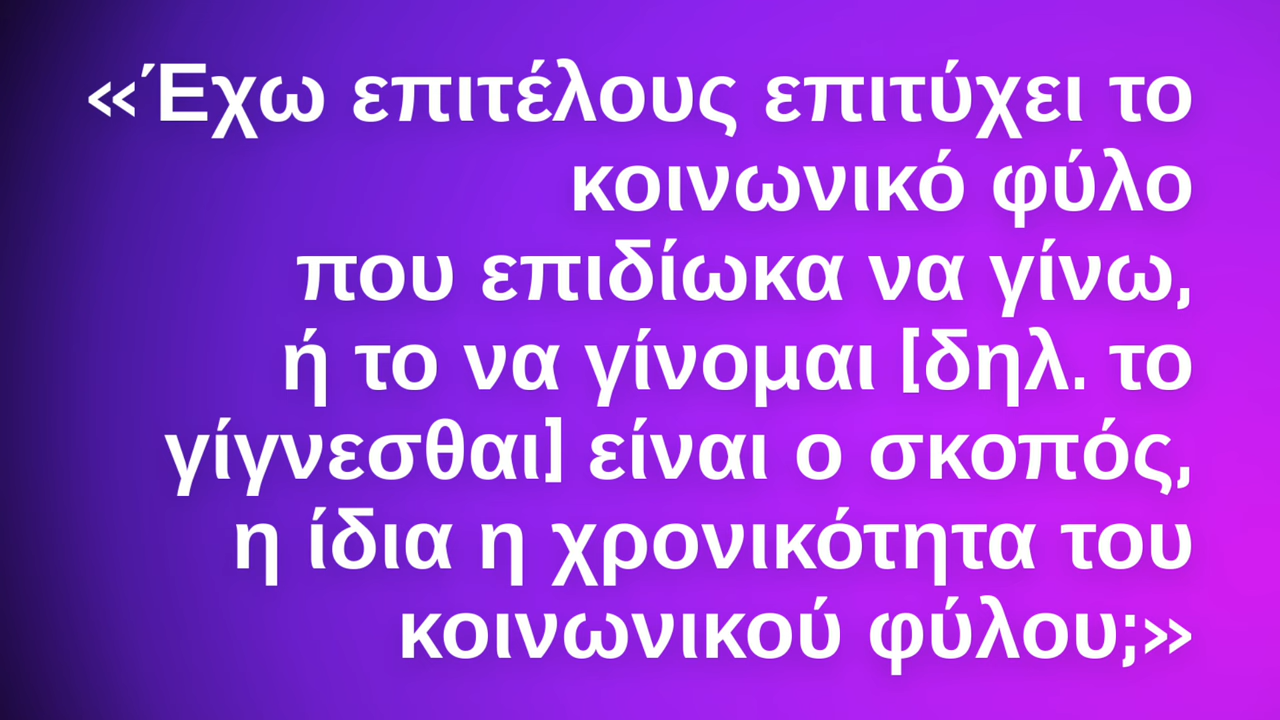 «Έχω επιτέλους επιτύχει το
κοινωνικό φύλο
που επιδίωκα να γίνω,
ή το να γίνομαι [δηλ. το
γίγνεσθαι] είναι ο σκοπός,
η ίδια η χρονικότητα του
κοινωνικού φύλου;»